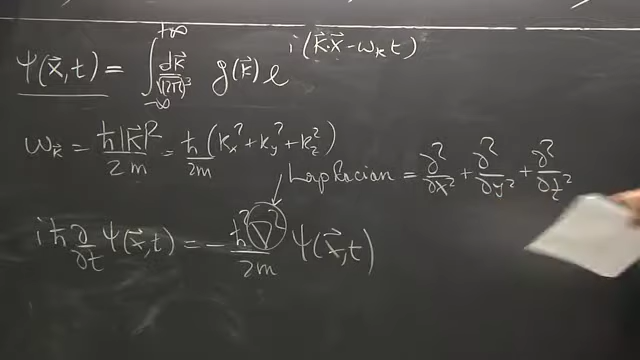 ψ(x⃗,t) = ∫_{-∞}^{+∞} dk⃗/√(2π)³ g(k⃗) e^{i(k⃗·x⃗-ω_k t)}
ω_k⃗ = ħ|k⃗|²/2m = ħ/2m (k_x²+k_y²+k_z²)
Laplacian = ∂²/∂x² + ∂²/∂y² + ∂²/∂z²
iħ ∂/∂t ψ(x⃗,t) = - ħ²∇²/2m ψ(x⃗,t)